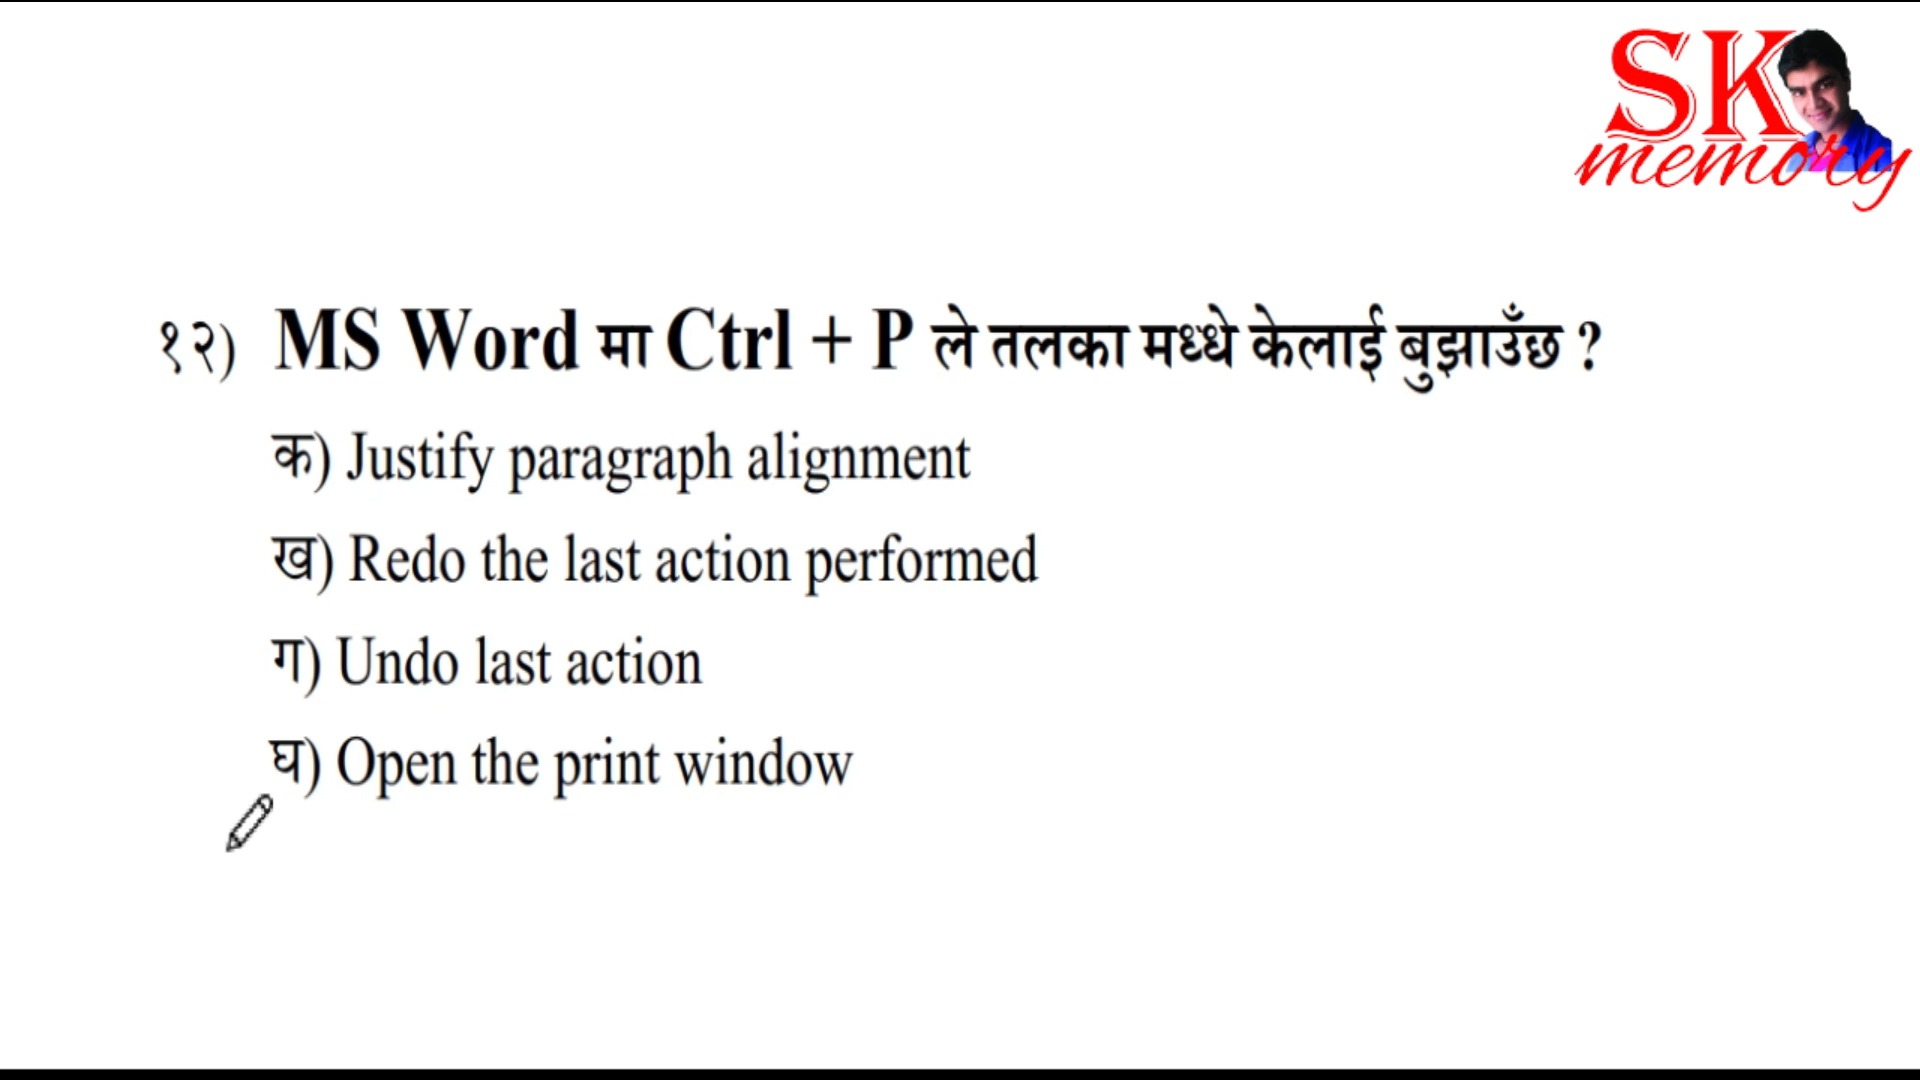 SK
memory
१२) MS Word मा Ctrl + P ले तलका मध्धे केलाई बुझाउँछ ?
क) Justify paragraph alignment
ख) Redo the last action performed
ग) Undo last action
घ) Open the print window